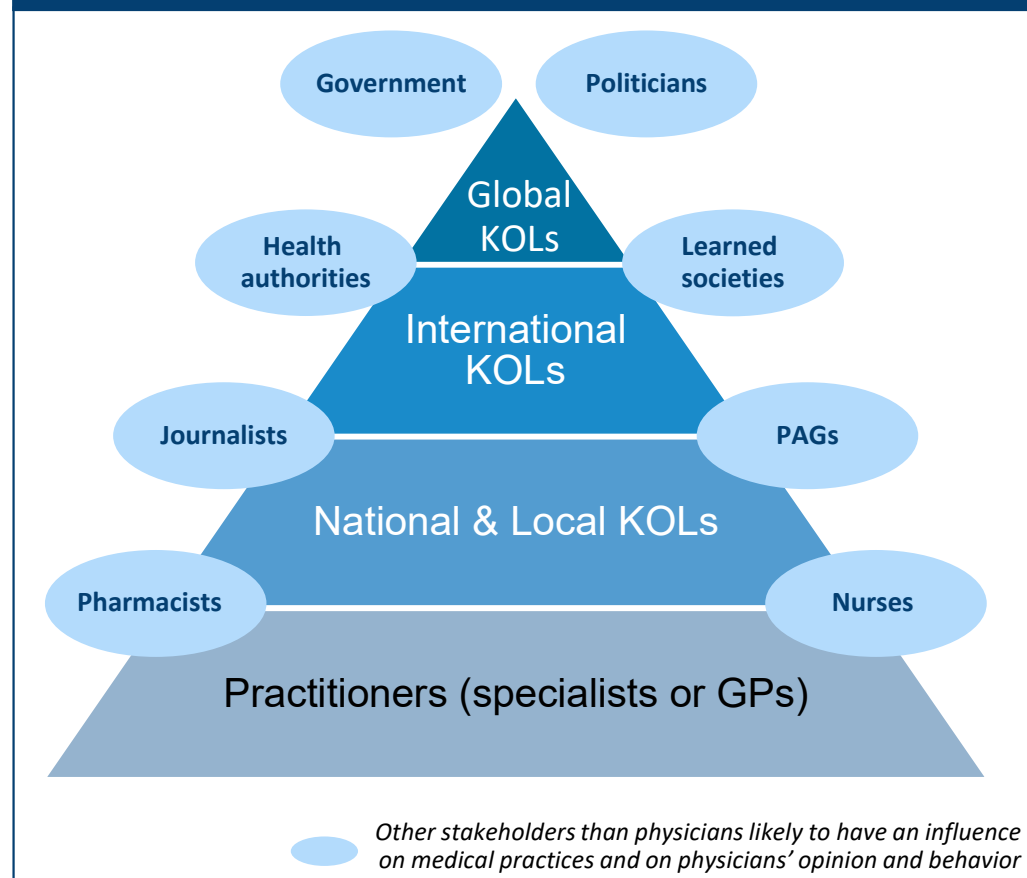 Government
Politicians
Global
KOLs
Health
authorities
Learned
societies
International
KOLs
Journalists
PAGs
National & Local KOLs
Pharmacists
Nurses
Practitioners (specialists or GPs)
Other stakeholders than physicians likely to have an influence
on medical practices and on physicians’ opinion and behavior